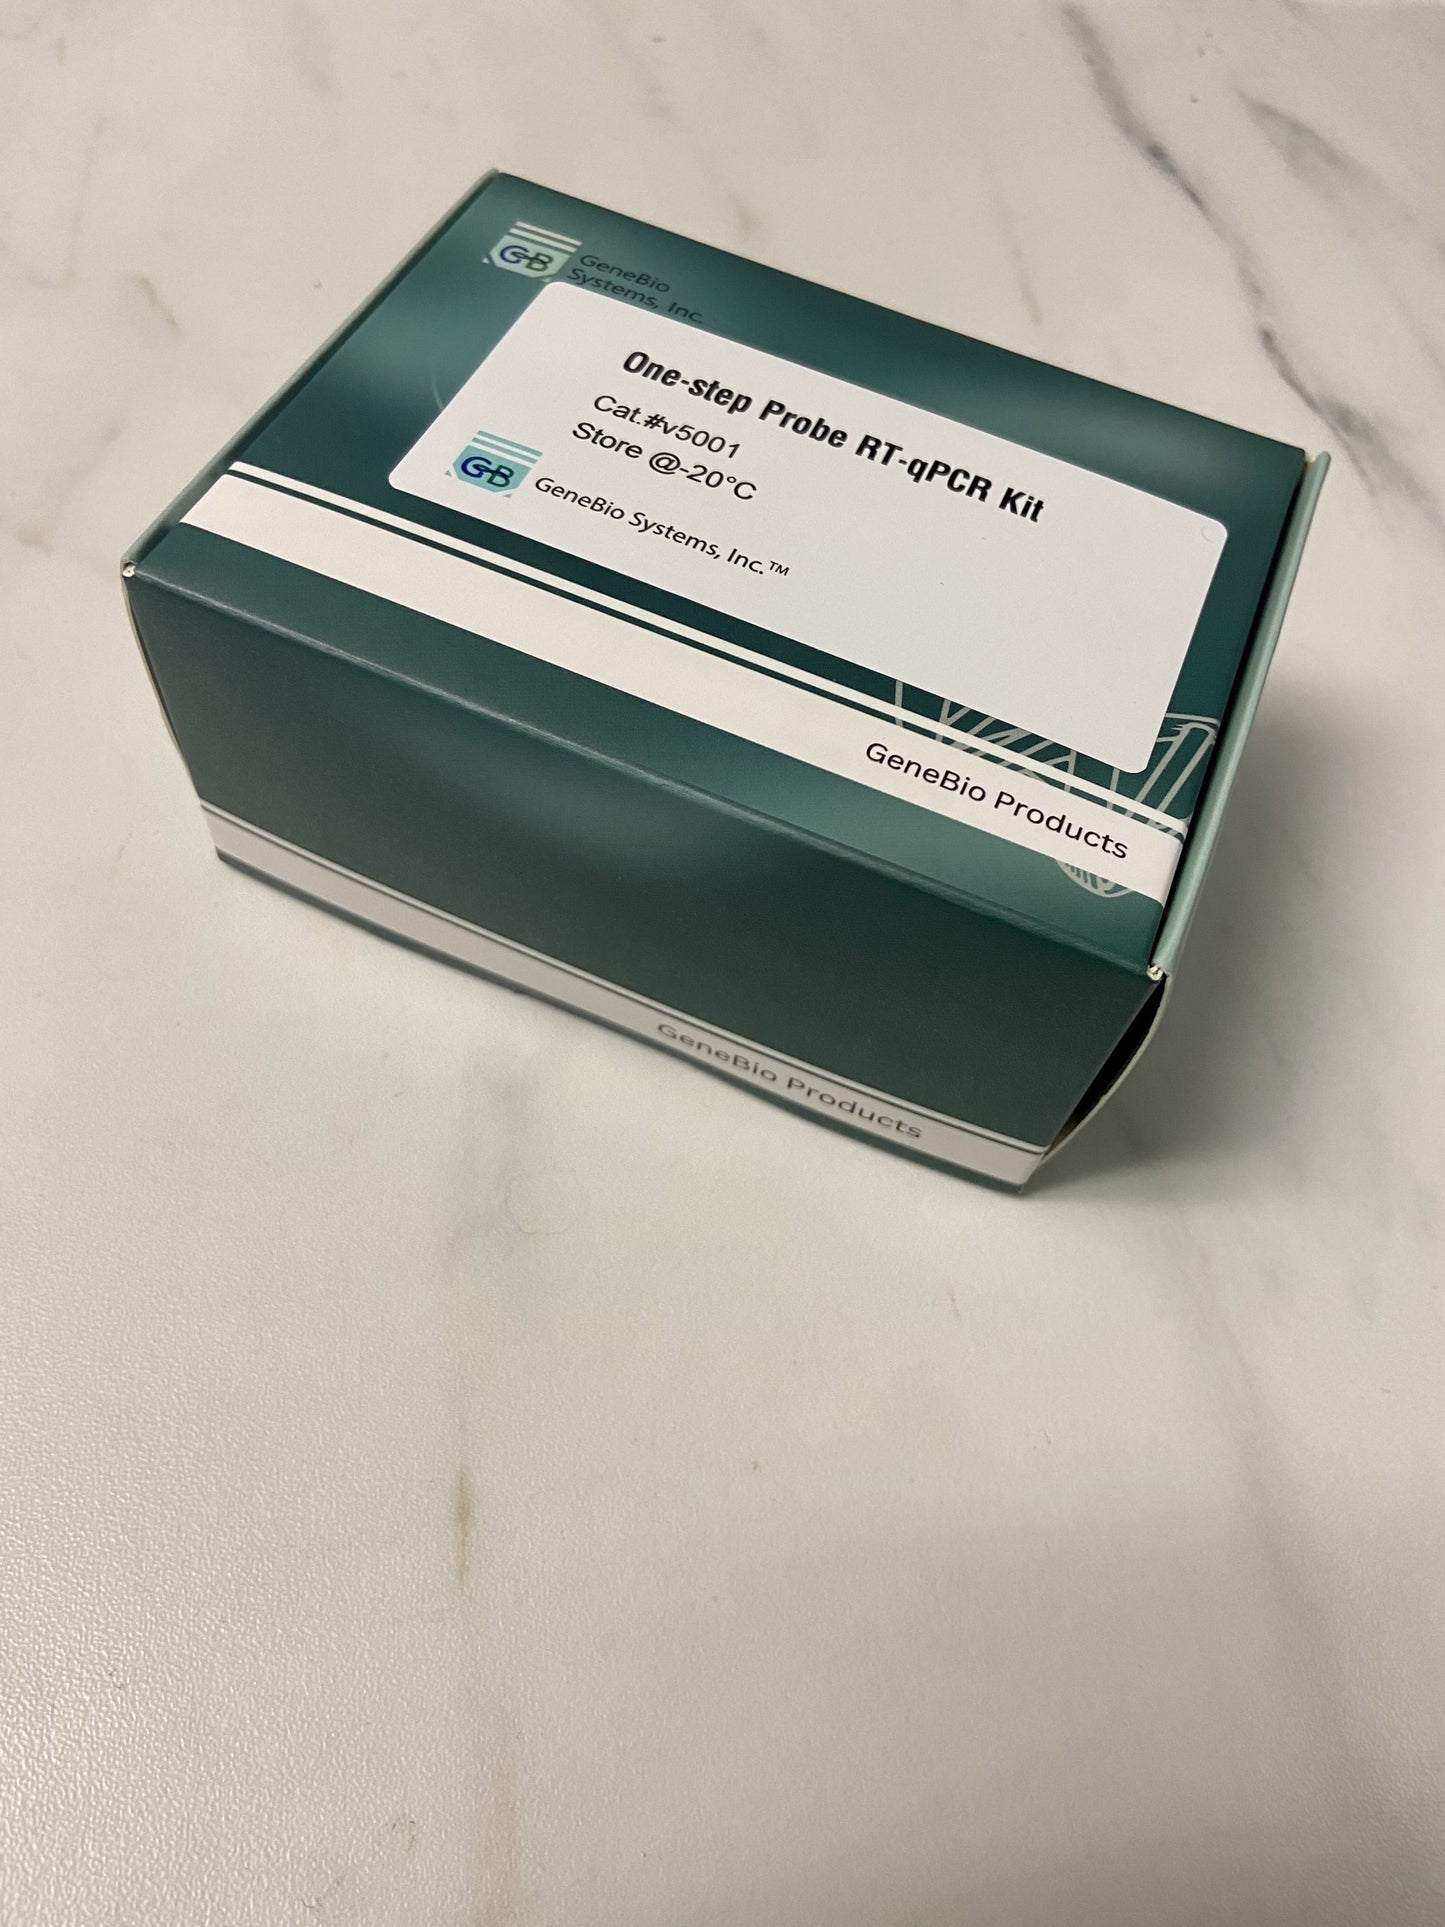 GB
GeneBio
Systems, Inc.
One-step Probe RT-qPCR Kit
Cat.#v5001
Store @-20°C
GB
GeneBio Systems, Inc.™
GeneBio Products
GeneBio Products